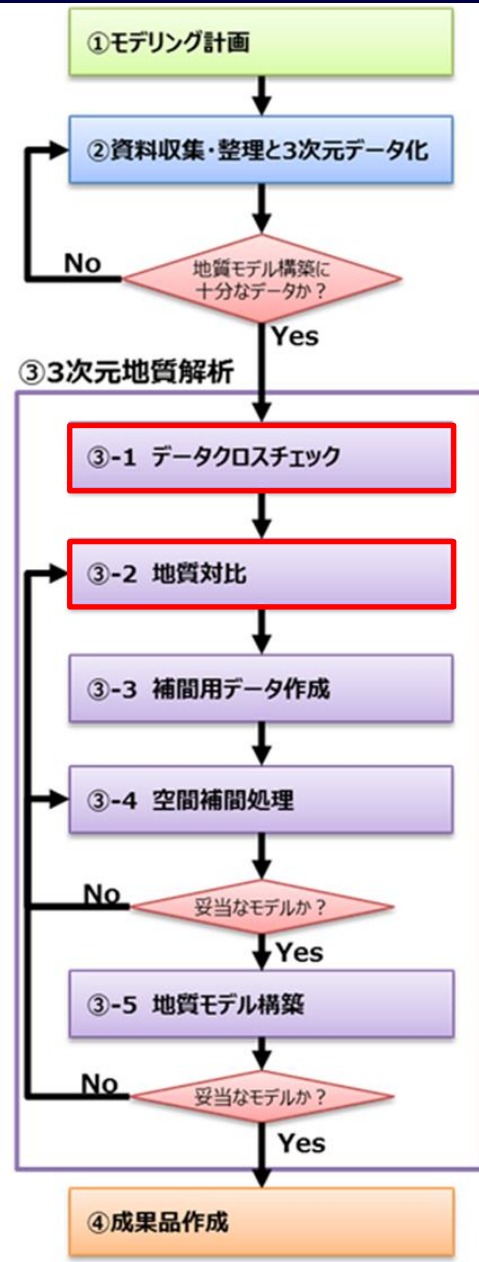 ①モデリング計画
②資料収集・整理と3次元データ化
No
地質モデル構築に
十分なデータか？
Yes
③3次元地質解析
③-1 データクロスチェック
③-2 地質対比
③-3 補間用データ作成
③-4 空間補間処理
No
妥当なモデルか？
Yes
③-5 地質モデル構築
No
妥当なモデルか？
Yes
④成果品作成